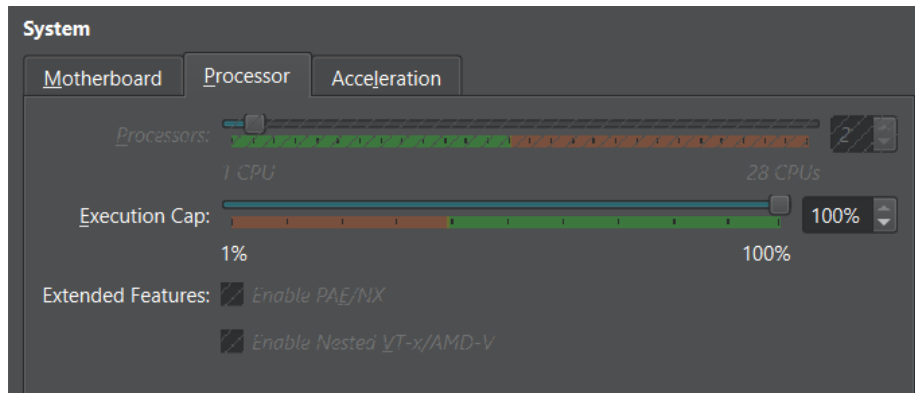 System
Motherboard Processor Acceleration
Processors: 2
1 CPU 28 CPUs
Execution Cap: 100%
1% 100%
Extended Features: Enable PAE/NX
Enable Nested VT-x/AMD-V